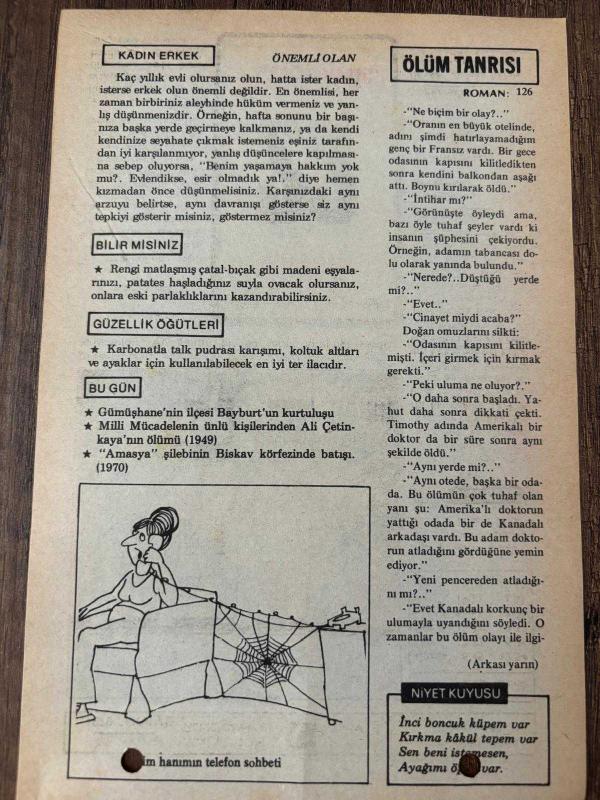 KADIN ERKEK
ÖNEMLİ OLAN
Kaç yıllık evli olursanız olun, hatta ister kadın,
isterse erkek olun önemli değildir. En önemlisi, her
zaman birbiriniz aleyhinde hüküm vermeniz ve yan-
lış düşünmenizdir. Örneğin, hafta sonunu bir başı-
nıza başka yerde geçirmeye kalkmanız, ya da kendi
kendinize seyahate çıkmak istemeniz eşiniz tarafın-
dan iyi karşılanmıyor, yanlış düşüncelere kapılması-
na sebep oluyorsa, "Benim yaşamaya hakkım yok
mu?. Evlendikse, esir olmadık ya!." diye hemen
kızmadan önce düşünmelisiniz. Karşınızdaki aynı
arzuyu belirtse, aynı davranışı gösterse siz aynı
tepkiyi gösterir misiniz, göstermez misiniz?
BİLİR MİSİNİZ
★ Rengi matlaşmış çatal-bıçak gibi madeni eşyala-
rınızı, patates haşladığınız suyla ovacak olursanız,
onlara eski parlaklıklarını kazandırabilirsiniz.
GÜZELLİK ÖĞÜTLERİ
★ Karbonatla talk pudrası karışımı, koltuk altları
ve ayaklar için kullanılabilecek en iyi ter ilacıdır.
BU GÜN
★ Gümüşhane'nin ilçesi Bayburt'un kurtuluşu
★ Milli Mücadelenin ünlü kişilerinden Ali Çetin-
kaya'nın ölümü (1949)
★ "Amasya" şilebinin Biskav körfezinde batışı.
(1970)
im hanımın telefon sohbeti
ÖLÜM TANRISI
ROMAN: 126
-"Ne biçim bir olay?.."
-"Oranın en büyük otelinde,
adını şimdi hatırlayamadığım
genç bir Fransız vardı. Bir gece
odasının kapısını kilitledikten
sonra kendini balkondan aşağı
attı. Boynu kırılarak öldü."
-"İntihar mı?"
-"Görünüşte öyleydi ama,
bazı öyle tuhaf şeyler vardı ki
insanın şüphesini çekiyordu.
Örneğin, adamın tabancası do-
lu olarak yanında bulundu."
-"Nerede?..Düştüğü yerde
mi?.."
-"Evet.."
-"Cinayet miydi acaba?"
Doğan omuzlarını silkti:
-"Odasının kapısını kilitle-
mişti. İçeri girmek için kırmak
gerekti."
-"Peki uluma ne oluyor?."
-"O daha sonra başladı. Ya-
hut daha sonra dikkati çekti.
Timothy adında Amerikalı bir
doktor da bir süre sonra aynı
şekilde öldü."
-"Aynı yerde mi?.."
-"Aynı otede, başka bir oda-
da. Bu ölümün çok tuhaf olan
yanı şu: Amerika'lı doktorun
yattığı odada bir de Kanadalı
arkadaşı vardı. Bu adam dokto-
run atladığını gördüğüne yemin
ediyor."
-"Yeni pencereden atladığı-
nı mı?.."
-"Evet Kanadalı korkunç bir
ulumayla uyandığını söyledi. O
zamanlar bu ölüm olayı ile ilgi-
(Arkası yarın)
NİYET KUYUSU
İnci boncuk küpem var
Kırkma kâkül tepem var
Sen beni istemesen,
Ayağımı var.